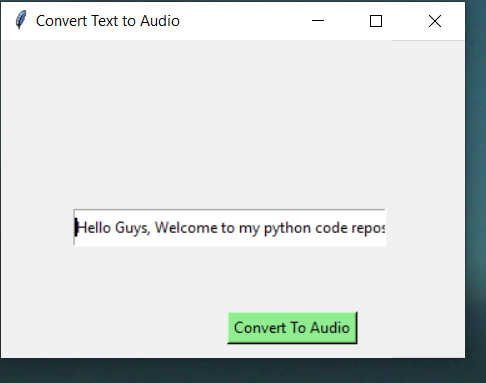 Convert Text to Audio
Hello Guys, Welcome to my python code repos
Convert To Audio